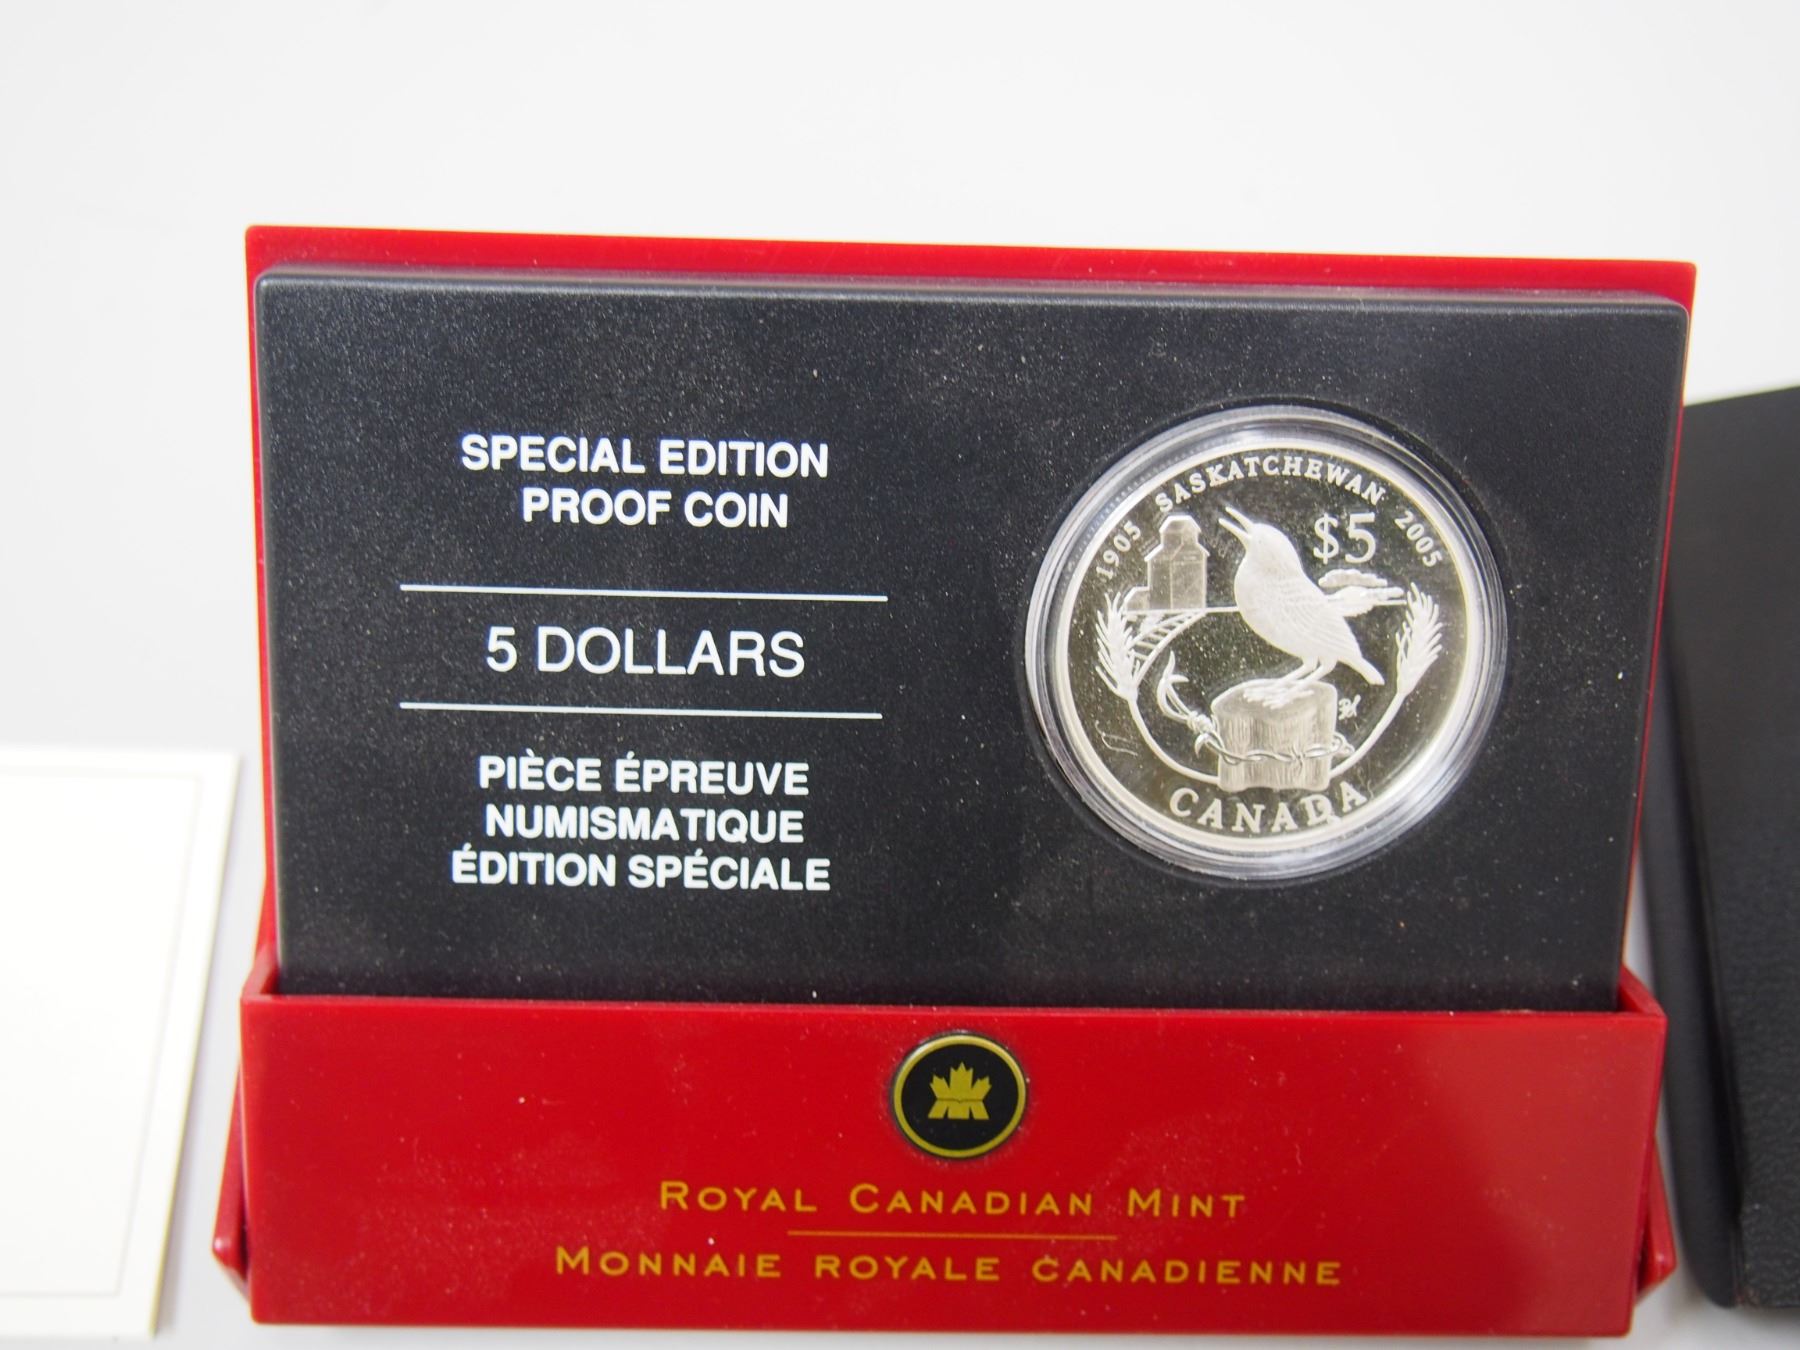 SPECIAL EDITION
PROOF COIN
5 DOLLARS
PIÈCE ÉPREUVE
NUMISMATIQUE
ÉDITION SPÉCIALE
1905 SASKATCHEWAN 2005
$5
CANADA
ROYAL CANADIAN MINT
MONNAIE ROYALE CANADIENNE